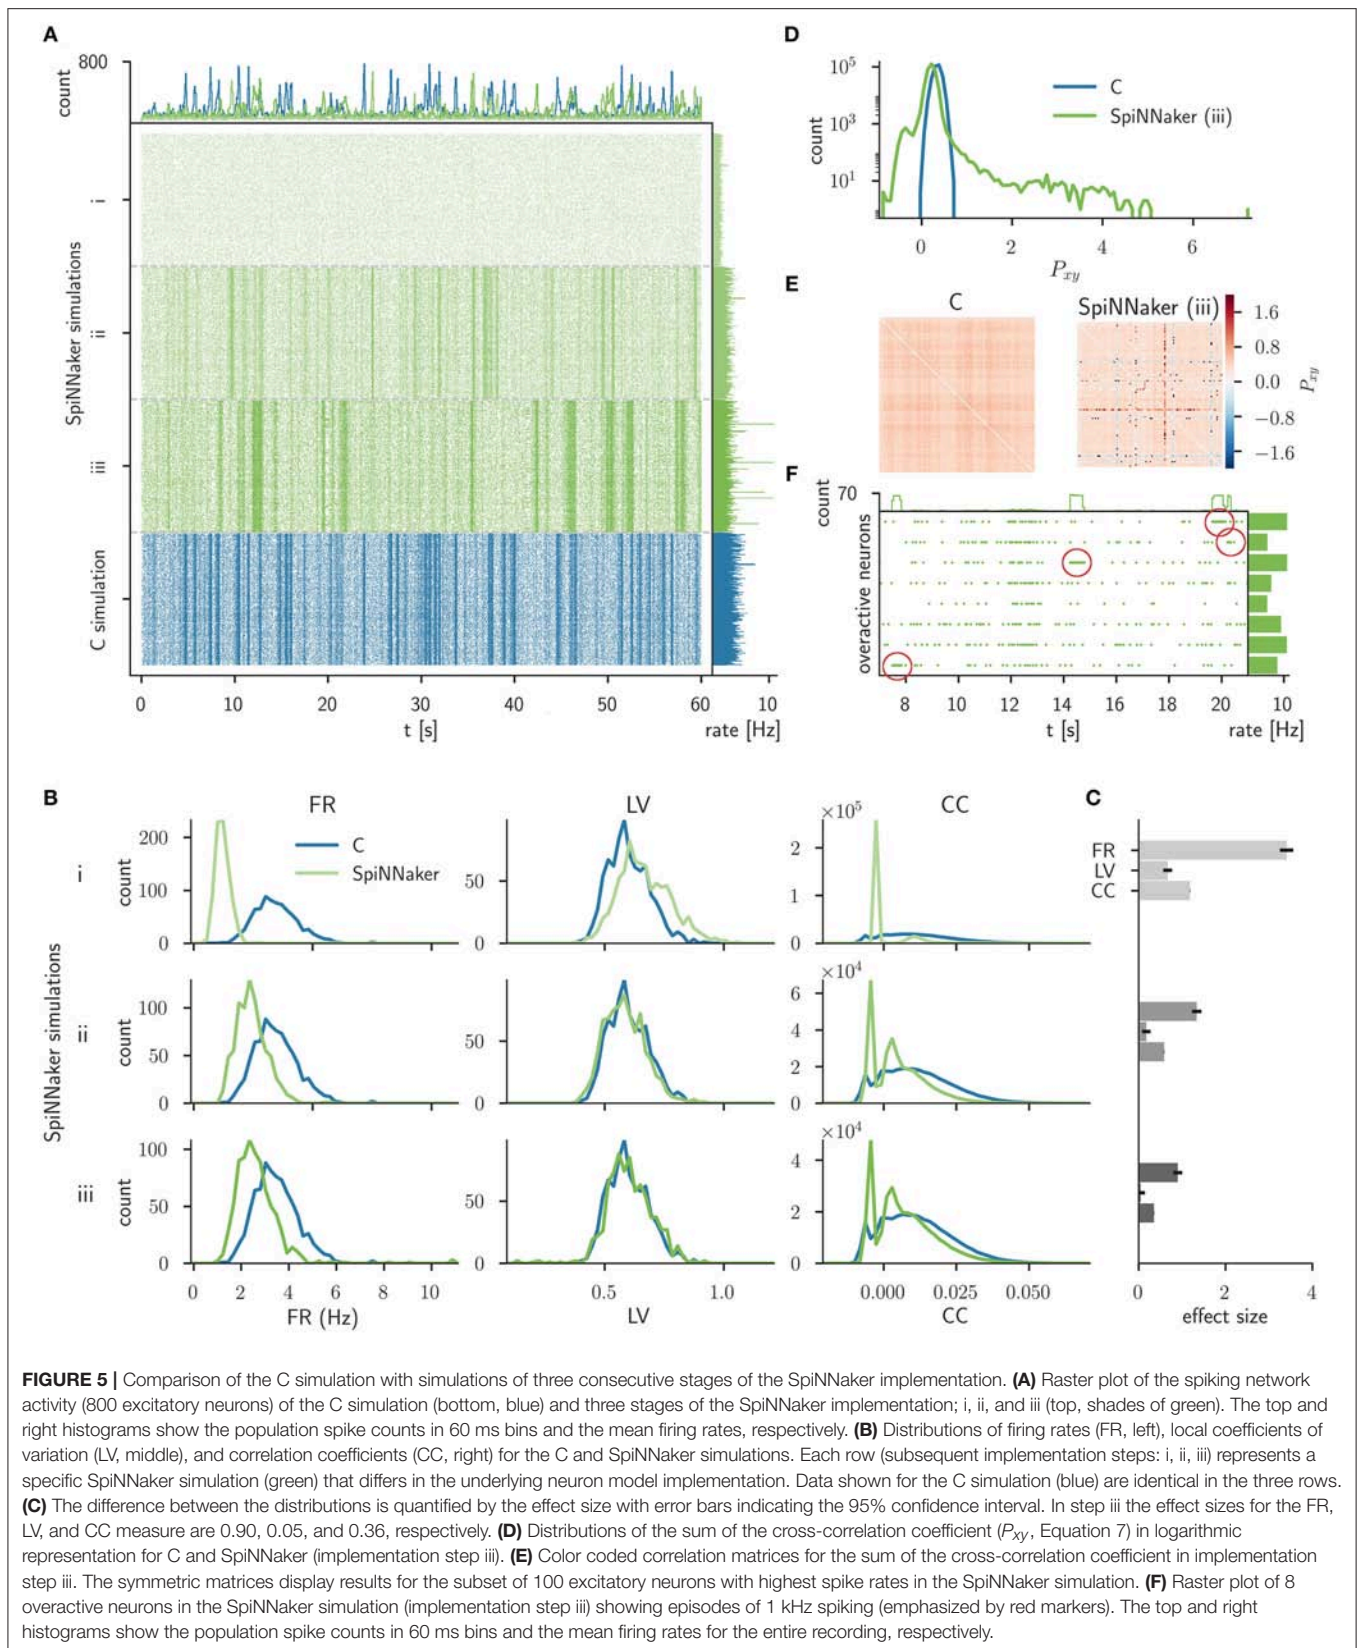 A
800
count
SpiNNaker simulations
i
ii
iii
C simulation
0 10 20 30 40 50 60 10
t [s]
rate [Hz]
D
10^5
10^3
10^1
count
C
SpiNNaker (iii)
0 2 4 6
P_xy
E
C
SpiNNaker (iii)
1.6
0.8
0.0
−0.8
−1.6
P_xy
F
70
count
overactive neurons
8 10 12 14 16 18 20 10
t [s]
rate [Hz]
B
FR
LV
CC
SpiNNaker simulations
i
200
100
0
count
C
SpiNNaker
50
0
×10^5
2
1
0
ii
100
50
0
count
50
0
×10^4
6
4
2
0
iii
100
50
0
count
50
0
×10^4
4
2
0
0 2 4 6 8 10
FR (Hz)
0.5 1.0
LV
0.000 0.025 0.050
CC
C
FR
LV
CC
0 2 4
effect size
FIGURE 5 | Comparison of the C simulation with simulations of three consecutive stages of the SpiNNaker implementation. (A) Raster plot of the spiking network
activity (800 excitatory neurons) of the C simulation (bottom, blue) and three stages of the SpiNNaker implementation; i, ii, and iii (top, shades of green). The top and
right histograms show the population spike counts in 60 ms bins and the mean firing rates, respectively. (B) Distributions of firing rates (FR, left), local coefficients of
variation (LV, middle), and correlation coefficients (CC, right) for the C and SpiNNaker simulations. Each row (subsequent implementation steps: i, ii, iii) represents a
specific SpiNNaker simulation (green) that differs in the underlying neuron model implementation. Data shown for the C simulation (blue) are identical in the three rows.
(C) The difference between the distributions is quantified by the effect size with error bars indicating the 95% confidence interval. In step iii the effect sizes for the FR,
LV, and CC measure are 0.90, 0.05, and 0.36, respectively. (D) Distributions of the sum of the cross-correlation coefficient (P_xy, Equation 7) in logarithmic
representation for C and SpiNNaker (implementation step iii). (E) Color coded correlation matrices for the sum of the cross-correlation coefficient in implementation
step iii. The symmetric matrices display results for the subset of 100 excitatory neurons with highest spike rates in the SpiNNaker simulation. (F) Raster plot of 8
overactive neurons in the SpiNNaker simulation (implementation step iii) showing episodes of 1 kHz spiking (emphasized by red markers). The top and right
histograms show the population spike counts in 60 ms bins and the mean firing rates for the entire recording, respectively.